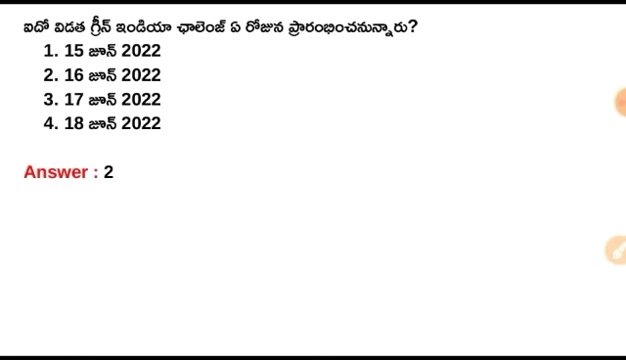 ఐదో విడత గ్రీన్ ఇండియా ఛాలెంజ్ ఏ రోజున ప్రారంభించనున్నారు?
1. 15 జూన్ 2022
2. 16 జూన్ 2022
3. 17 జూన్ 2022
4. 18 జూన్ 2022
Answer : 2